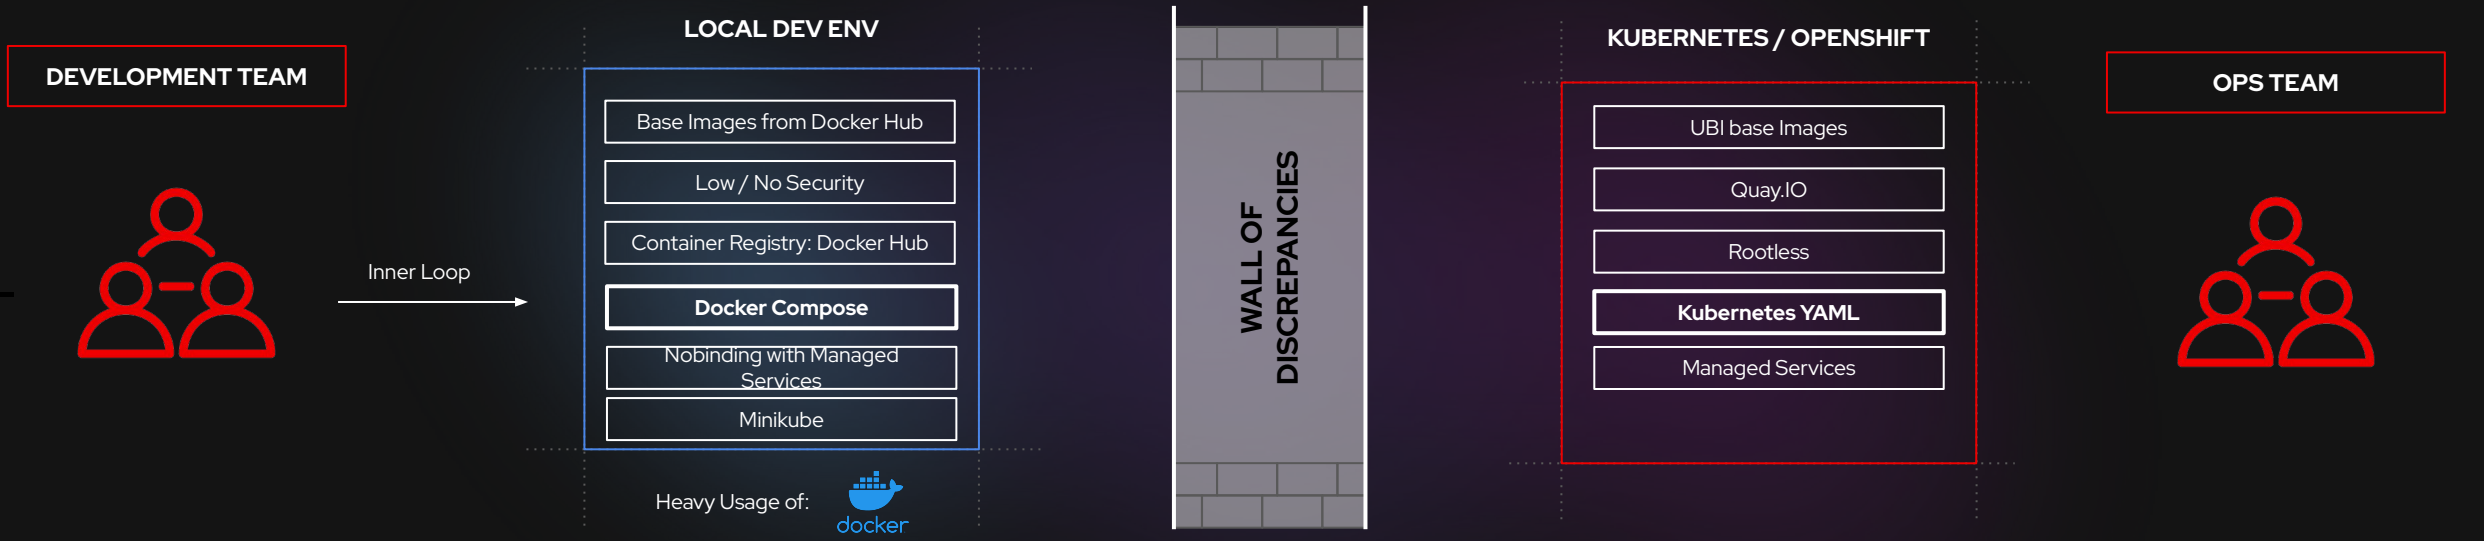 DEVELOPMENT TEAM
Inner Loop
LOCAL DEV ENV
Base Images from Docker Hub
Low / No Security
Container Registry: Docker Hub
Docker Compose
Nobinding with Managed
Services
Minikube
Heavy Usage of:
docker
WALL OF
DISCREPANCIES
KUBERNETES / OPENSHIFT
UBI base Images
Quay.IO
Rootless
Kubernetes YAML
Managed Services
OPS TEAM